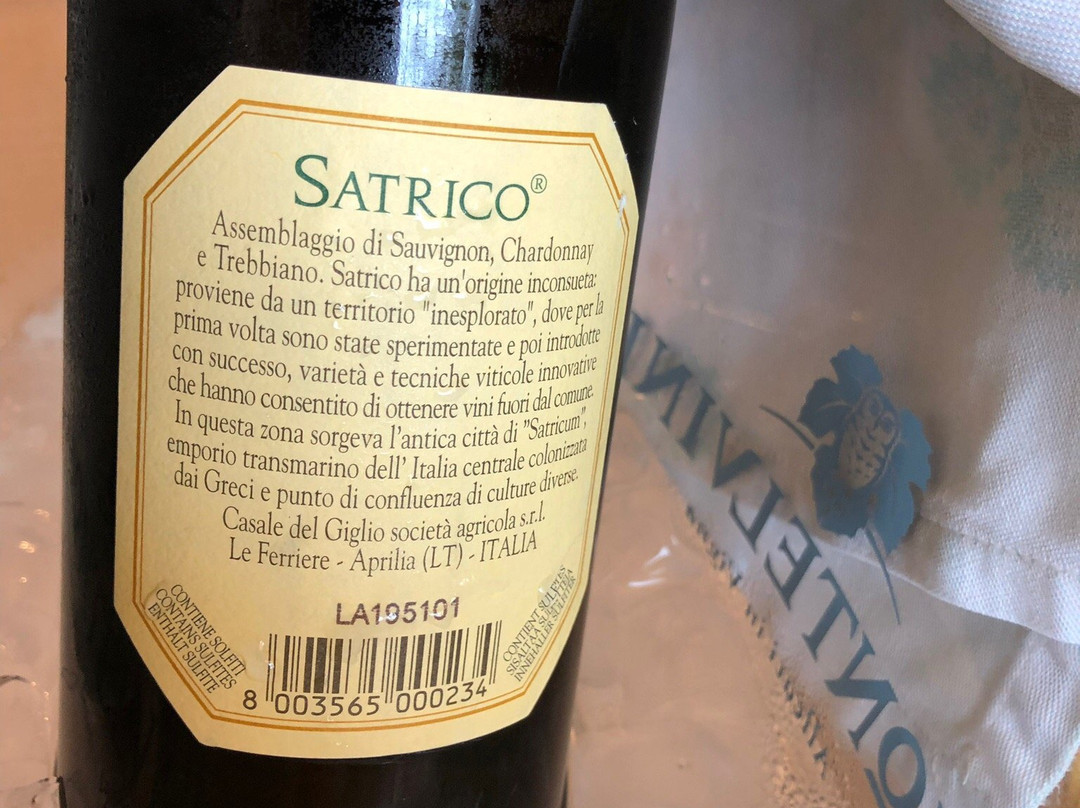 SATRICO®
Assemblaggio di Sauvignon, Chardonnay
e Trebbiano. Satrico ha un'origine inconsueta:
proviene da un territorio "inesplorato", dove per la
prima volta sono state sperimentate e poi introdotte
con successo, varietà e tecniche viticole innovative
che hanno consentito di ottenere vini fuori dal comune.
In questa zona sorgeva l'antica città di "Satricum",
emporio transmarino dell' Italia centrale colonizzata
dai Greci e punto di confluenza di culture diverse.
Casale del Giglio società agricola s.r.l.
Le Ferriere - Aprilia (LT) - ITALIA
LA195101
CONTIENE SOLFITI
CONTAINS SULFITES
ENTHÄLT SULFITE
CONTIENT SULFITES
SISÄLTÄÄ SULFIITTEJA
INNEHÅLLER SULFITER
8 003565 000234